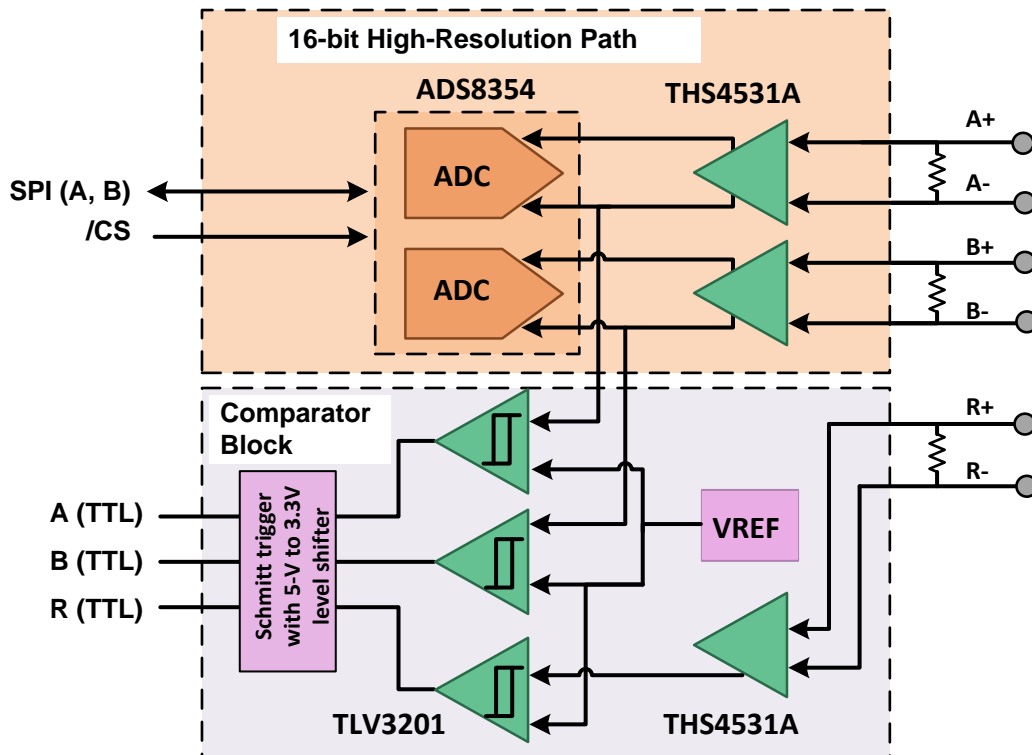 16-bit High-Resolution Path
ADS8354
THS4531A
A+
ADC
SPI (A, B)
A-
/CS
B+
ADC
B-
Comparator
Block
R+
R-
A (TTL)
B (TTL)
R (TTL)
Schmitt trigger
with 5-V to 3.3V
level shifter
VREF
TLV3201
THS4531A